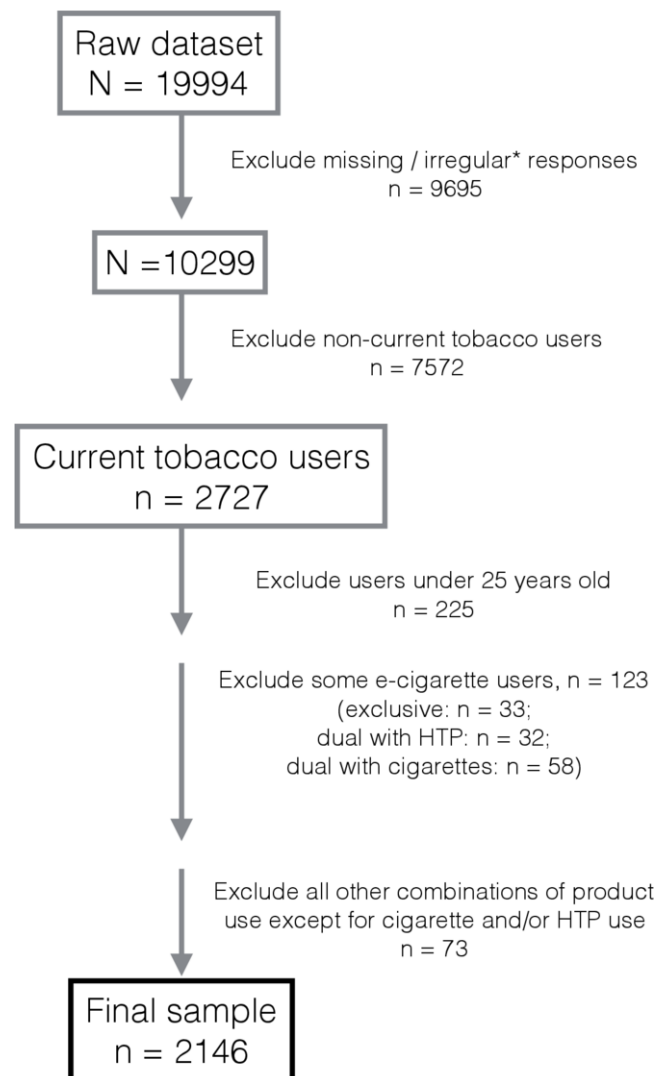 Raw dataset
N = 19994
Exclude missing / irregular* responses
n = 9695
N =10299
Exclude non-current tobacco users
n = 7572
Current tobacco users
n = 2727
Exclude users under 25 years old
n = 225
Exclude some e-cigarette users, n = 123
(exclusive: n = 33;
dual with HTP: n = 32;
dual with cigarettes: n = 58)
Exclude all other combinations of product
use except for cigarette and/or HTP use
n = 73
Final sample
n = 2146